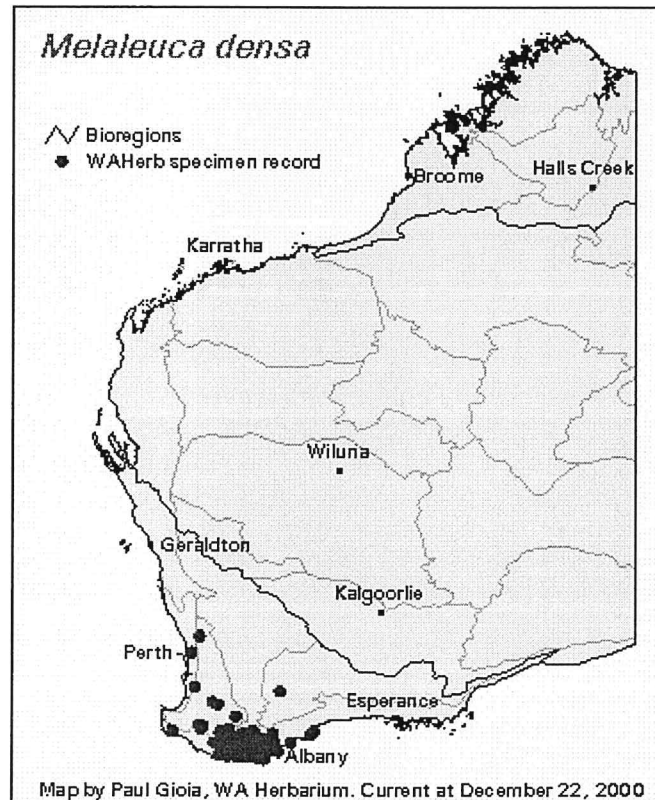 Melaleuca densa
Bioregions
WAHerb specimen record
Broome
Halls Creek
Karratha
Wiluna
Geraldton
Kalgoorlie
Perth
Esperance
Albany
Map by Paul Gioia, WA Herbarium. Current at December 22, 2000